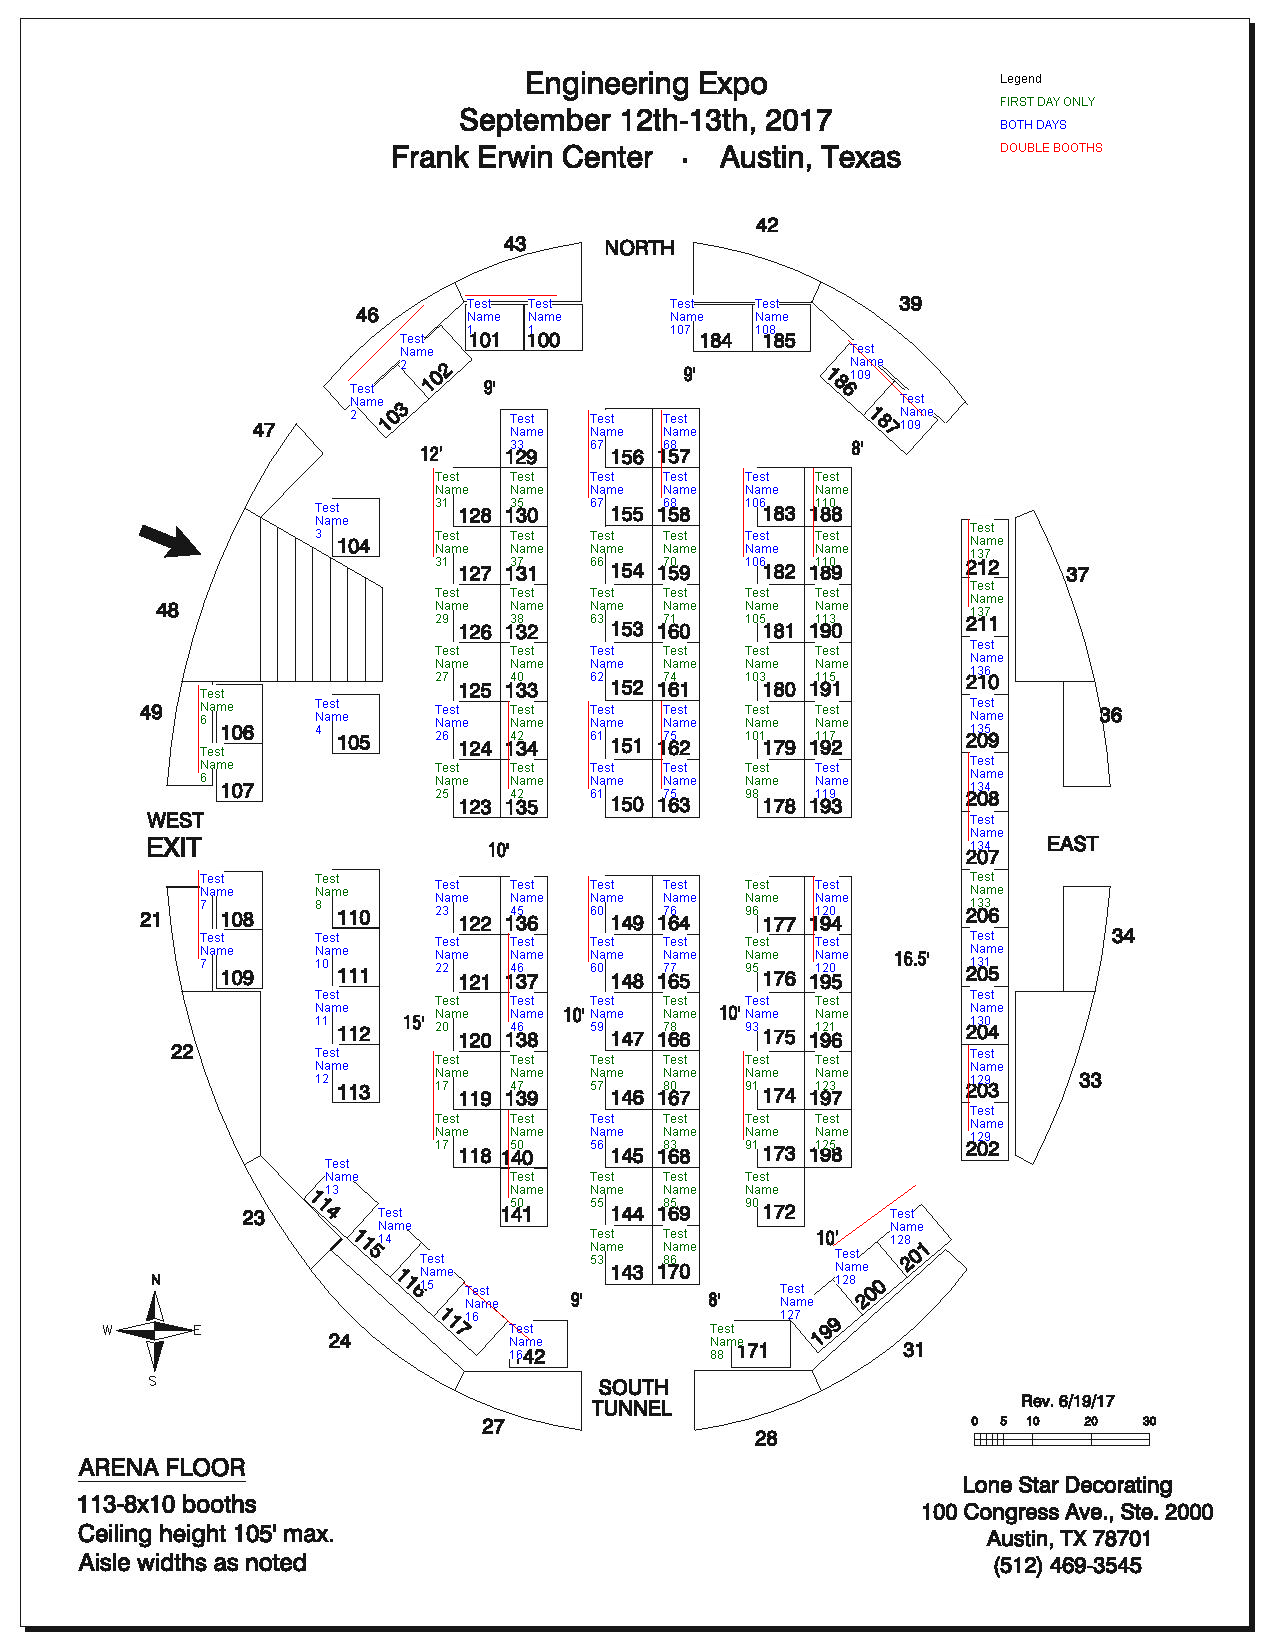 Engineering Expo
September 12th-13th, 2017
Frank Erwin Center · Austin, Texas
Legend
FIRST DAY ONLY
BOTH DAYS
DOUBLE BOOTHS
42
43
NORTH
46
39
Test Name 1 101
Test Name 1 100
Test Name 107 184
Test Name 108 185
Test Name 2 102
Test Name 2 103
Test Name 109 186
Test Name 109 187
9'
9'
47
12'
8'
Test Name 33 129
Test Name 67 156
Test Name 68 157
Test Name 31 128
Test Name 35 130
Test Name 67 155
Test Name 68 158
Test Name 106 183
Test Name 110 188
Test Name 3 104
Test Name 31 127
Test Name 37 131
Test Name 66 154
Test Name 70 159
Test Name 106 182
Test Name 110 189
Test Name 137 212
37
48
Test Name 29 126
Test Name 38 132
Test Name 63 153
Test Name 71 160
Test Name 105 181
Test Name 113 190
Test Name 137 211
Test Name 27 125
Test Name 40 133
Test Name 62 152
Test Name 74 161
Test Name 103 180
Test Name 115 191
Test Name 136 210
49
Test Name 6 106
Test Name 4 105
Test Name 26 124
Test Name 42 134
Test Name 61 151
Test Name 75 162
Test Name 101 179
Test Name 117 192
Test Name 135 209
36
Test Name 6 107
Test Name 25 123
Test Name 42 135
Test Name 61 150
Test Name 75 163
Test Name 98 178
Test Name 119 193
Test Name 134 208
WEST
EXIT
10'
Test Name 134 207
EAST
21
Test Name 7 108
Test Name 8 110
Test Name 23 122
Test Name 45 136
Test Name 60 149
Test Name 76 164
Test Name 96 177
Test Name 120 194
Test Name 133 206
34
Test Name 7 109
Test Name 10 111
Test Name 22 121
Test Name 46 137
Test Name 60 148
Test Name 77 165
Test Name 95 176
Test Name 120 195
16.5'
Test Name 131 205
22
Test Name 11 112
15'
Test Name 20 120
Test Name 46 138
10'
Test Name 59 147
Test Name 78 166
10'
Test Name 93 175
Test Name 121 196
Test Name 130 204
Test Name 12 113
Test Name 17 119
Test Name 47 139
Test Name 57 146
Test Name 80 167
Test Name 91 174
Test Name 123 197
Test Name 129 203
33
Test Name 17 118
Test Name 50 140
Test Name 56 145
Test Name 83 168
Test Name 91 173
Test Name 125 198
Test Name 129 202
23
Test Name 13 114
Test Name 50 141
Test Name 55 144
Test Name 85 169
Test Name 90 172
Test Name 14 115
Test Name 53 143
Test Name 86 170
10'
Test Name 128 201
Test Name 15 116
Test Name 128 200
Test Name 16 117
9'
8'
Test Name 127 199
Test Name 16 142
Test Name 88 171
24
31
N
W
E
S
SOUTH
TUNNEL
27
28
Rev. 6/19/17
0 5 10 20 30
ARENA FLOOR
113-8x10 booths
Ceiling height 105' max.
Aisle widths as noted
Lone Star Decorating
100 Congress Ave., Ste. 2000
Austin, TX 78701
(512) 469-3545